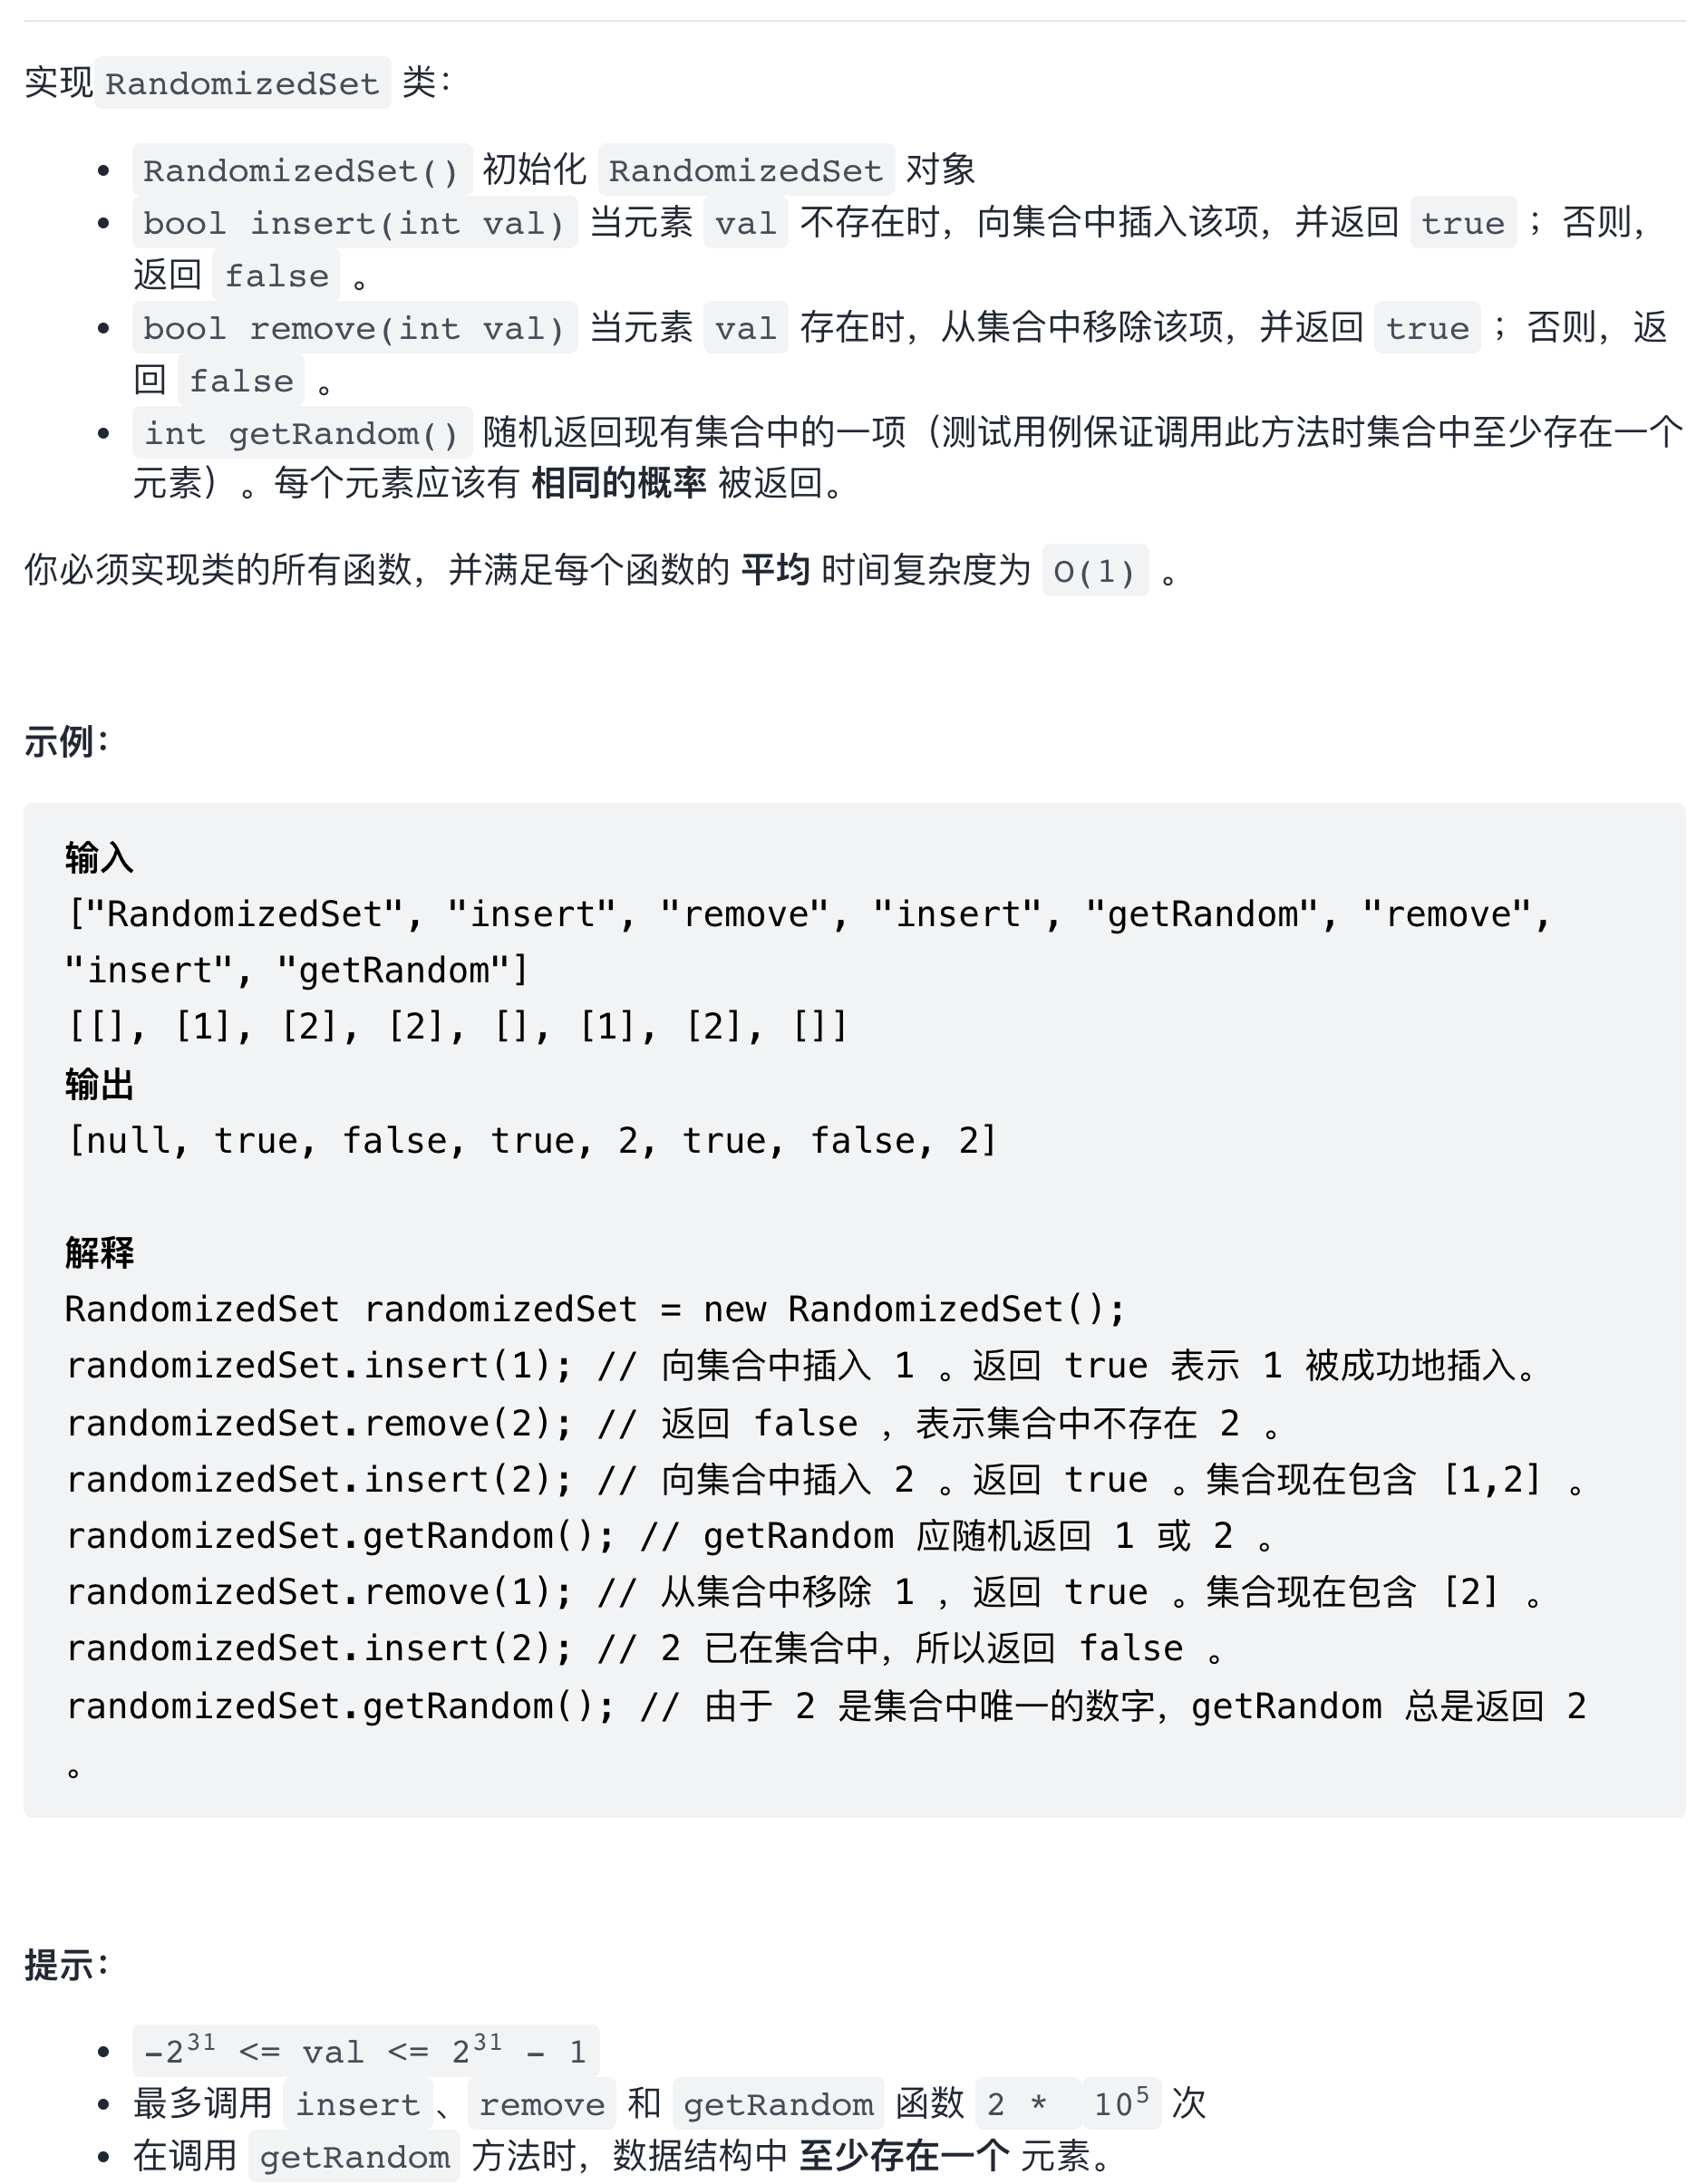 实现 RandomizedSet 类：
RandomizedSet() 初始化 RandomizedSet 对象
bool insert(int val) 当元素 val 不存在时，向集合中插入该项，并返回 true ；否则，
返回 false 。
bool remove(int val) 当元素 val 存在时，从集合中移除该项，并返回 true ；否则，返
回 false 。
int getRandom() 随机返回现有集合中的一项（测试用例保证调用此方法时集合中至少存在一个
元素）。每个元素应该有 相同的概率 被返回。
你必须实现类的所有函数，并满足每个函数的 平均 时间复杂度为 O(1) 。
示例：
输入
["RandomizedSet", "insert", "remove", "insert", "getRandom", "remove",
"insert", "getRandom"]
[[], [1], [2], [2], [], [1], [2], []]
输出
[null, true, false, true, 2, true, false, 2]
解释
RandomizedSet randomizedSet = new RandomizedSet();
randomizedSet.insert(1); // 向集合中插入 1 。返回 true 表示 1 被成功地插入。
randomizedSet.remove(2); // 返回 false ，表示集合中不存在 2 。
randomizedSet.insert(2); // 向集合中插入 2 。返回 true 。集合现在包含 [1,2] 。
randomizedSet.getRandom(); // getRandom 应随机返回 1 或 2 。
randomizedSet.remove(1); // 从集合中移除 1 ，返回 true 。集合现在包含 [2] 。
randomizedSet.insert(2); // 2 已在集合中，所以返回 false 。
randomizedSet.getRandom(); // 由于 2 是集合中唯一的数字，getRandom 总是返回 2
。
提示：
-2³¹ <= val <= 2³¹ - 1
最多调用 insert、remove 和 getRandom 函数 2 * 10⁵ 次
在调用 getRandom 方法时，数据结构中 至少存在一个 元素。